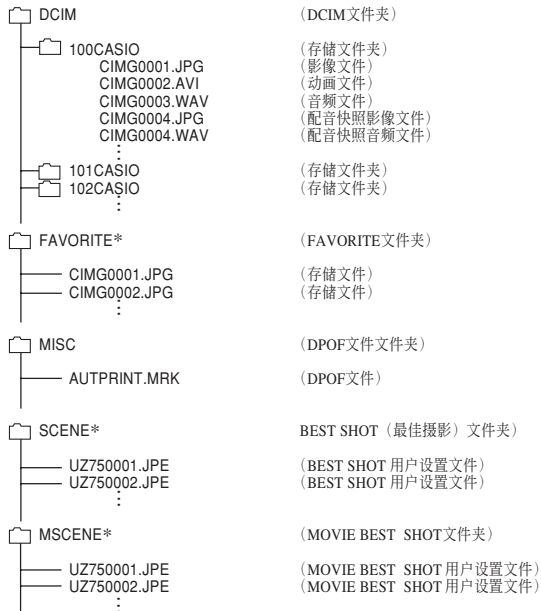 DCIM （DCIM文件夹）
100CASIO （存储文件夹）
CIMG0001.JPG （影像文件）
CIMG0002.AVI （动画文件）
CIMG0003.WAV （音频文件）
CIMG0004.JPG （配音快照影像文件）
CIMG0004.WAV （配音快照音频文件）
101CASIO （存储文件夹）
102CASIO （存储文件夹）
FAVORITE* （FAVORITE文件夹）
CIMG0001.JPG （存储文件）
CIMG0002.JPG （存储文件）
MISC （DPOF文件文件夹）
AUTPRINT.MRK （DPOF文件）
SCENE* BEST SHOT（最佳摄影）文件夹）
UZ750001.JPE （BEST SHOT 用户设置文件）
UZ750002.JPE （BEST SHOT 用户设置文件）
MSCENE* （MOVIE BEST SHOT文件夹）
UZ750001.JPE （MOVIE BEST SHOT 用户设置文件）
UZ750002.JPE （MOVIE BEST SHOT 用户设置文件）